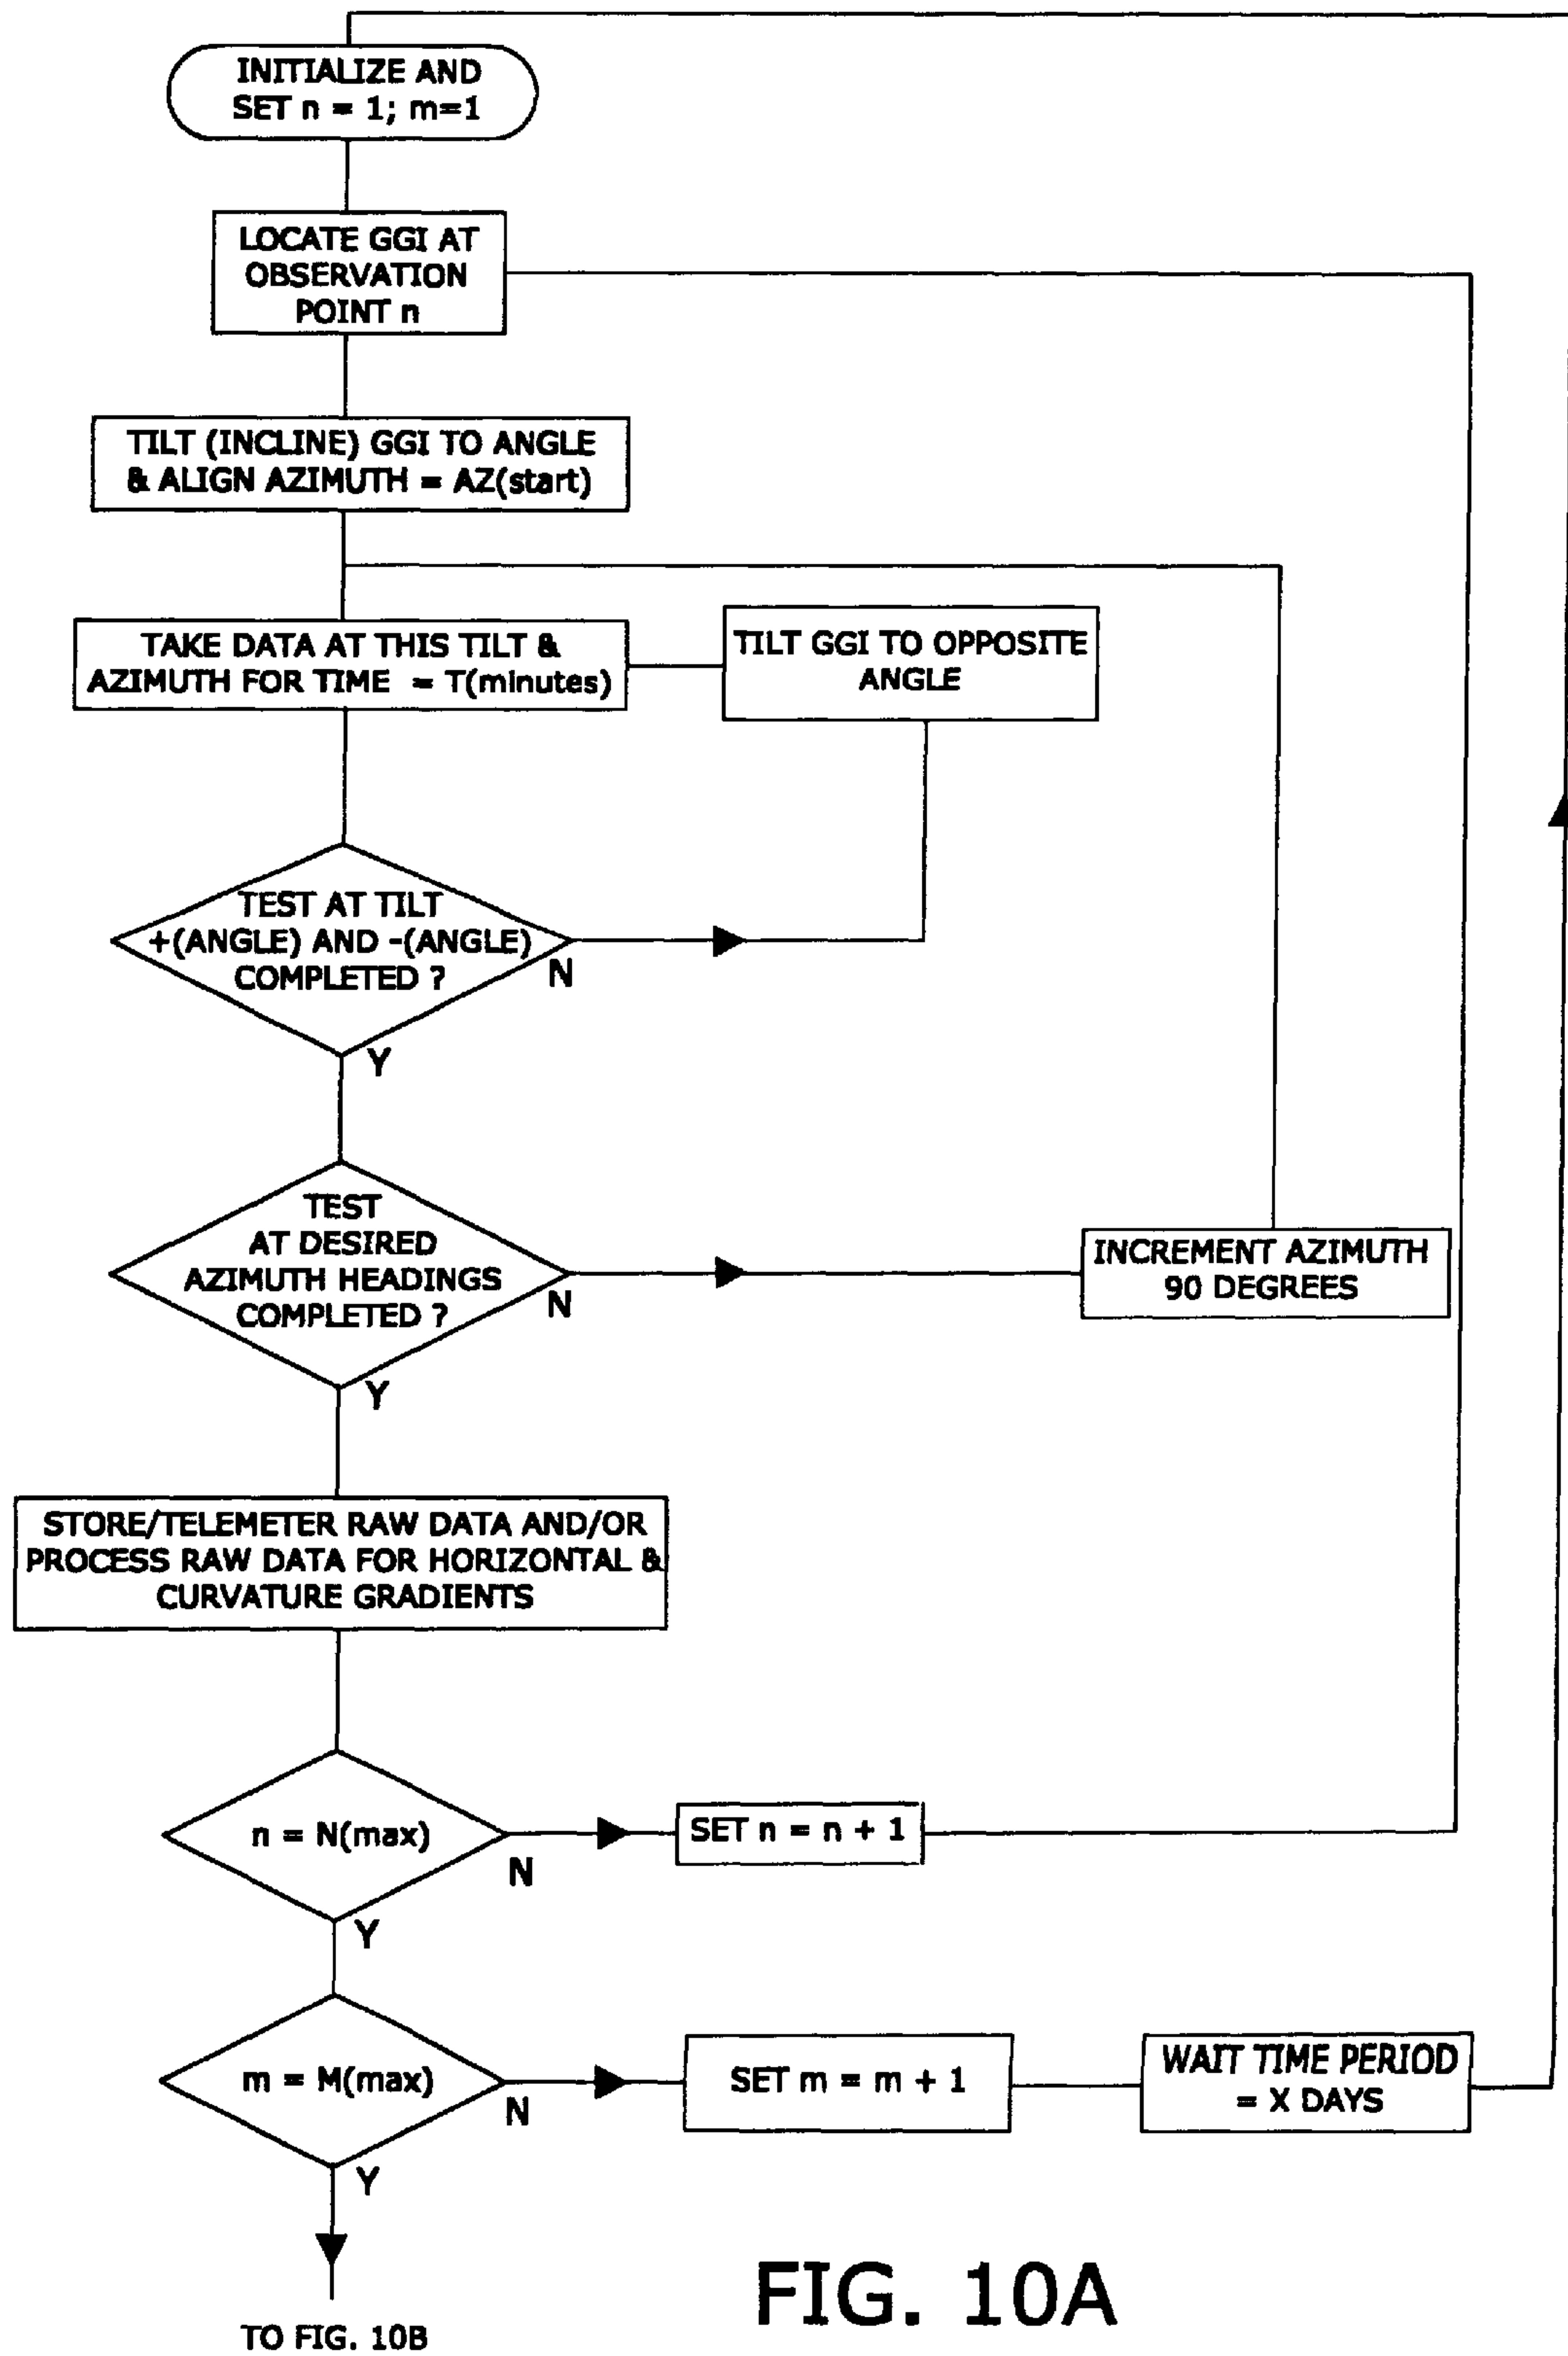 INITIALIZE AND
SET n = 1; m=1
LOCATE GGI AT
OBSERVATION
POINT n
TILT (INCLINE) GGI TO ANGLE
& ALIGN AZIMUTH = AZ(start)
TAKE DATA AT THIS TILT &
AZIMUTH FOR TIME = T(minutes)
TILT GGI TO OPPOSITE
ANGLE
TEST AT TILT
+(ANGLE) AND -(ANGLE)
COMPLETED ?
N
Y
TEST
AT DESIRED
AZIMUTH HEADINGS
COMPLETED ?
N
Y
INCREMENT AZIMUTH
90 DEGREES
STORE/TELEMETER RAW DATA AND/OR
PROCESS RAW DATA FOR HORIZONTAL &
CURVATURE GRADIENTS
n = N(max)
N
Y
SET n = n + 1
m = M(max)
N
Y
SET m = m + 1
WAIT TIME PERIOD
= X DAYS
TO FIG. 10B
FIG. 10A